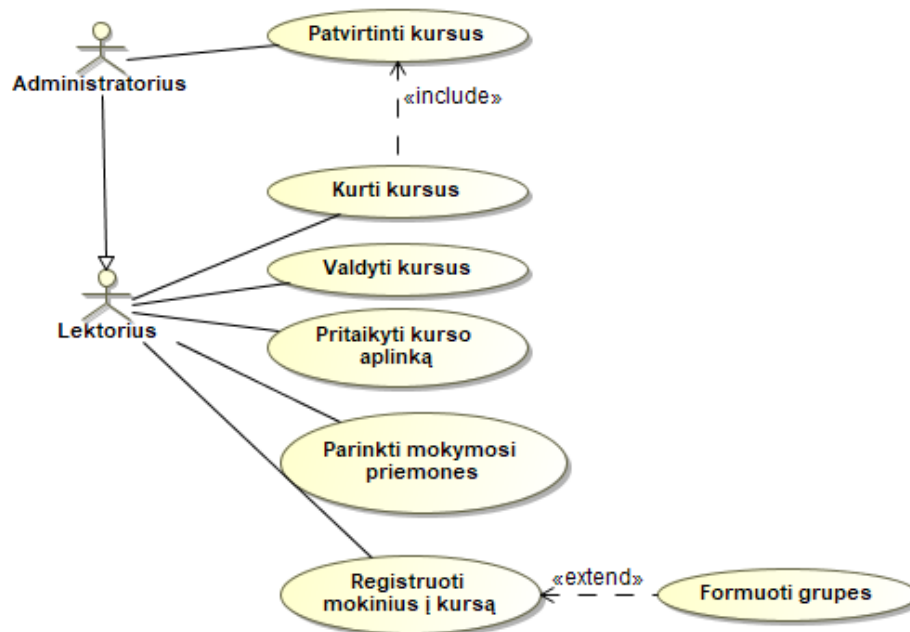 Patvirtinti kursus
Administratorius
«include»
Kurti kursus
Valdyti kursus
Lektorius
Pritaikyti kurso
aplinką
Parinkti mokymosi
priemones
Registruoti
mokinius į kursą
«extend»
Formuoti grupes